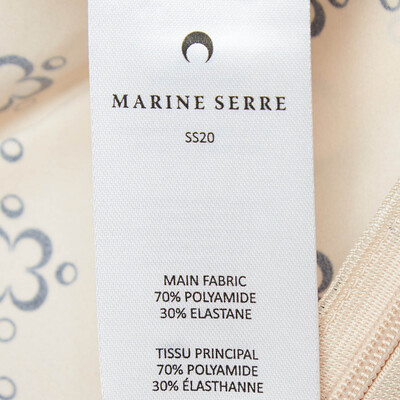 MARINE SERRE
SS20
MAIN FABRIC
70% POLYAMIDE
30% ELASTANE
TISSU PRINCIPAL
70% POLYAMIDE
30% ÉLASTHANNE